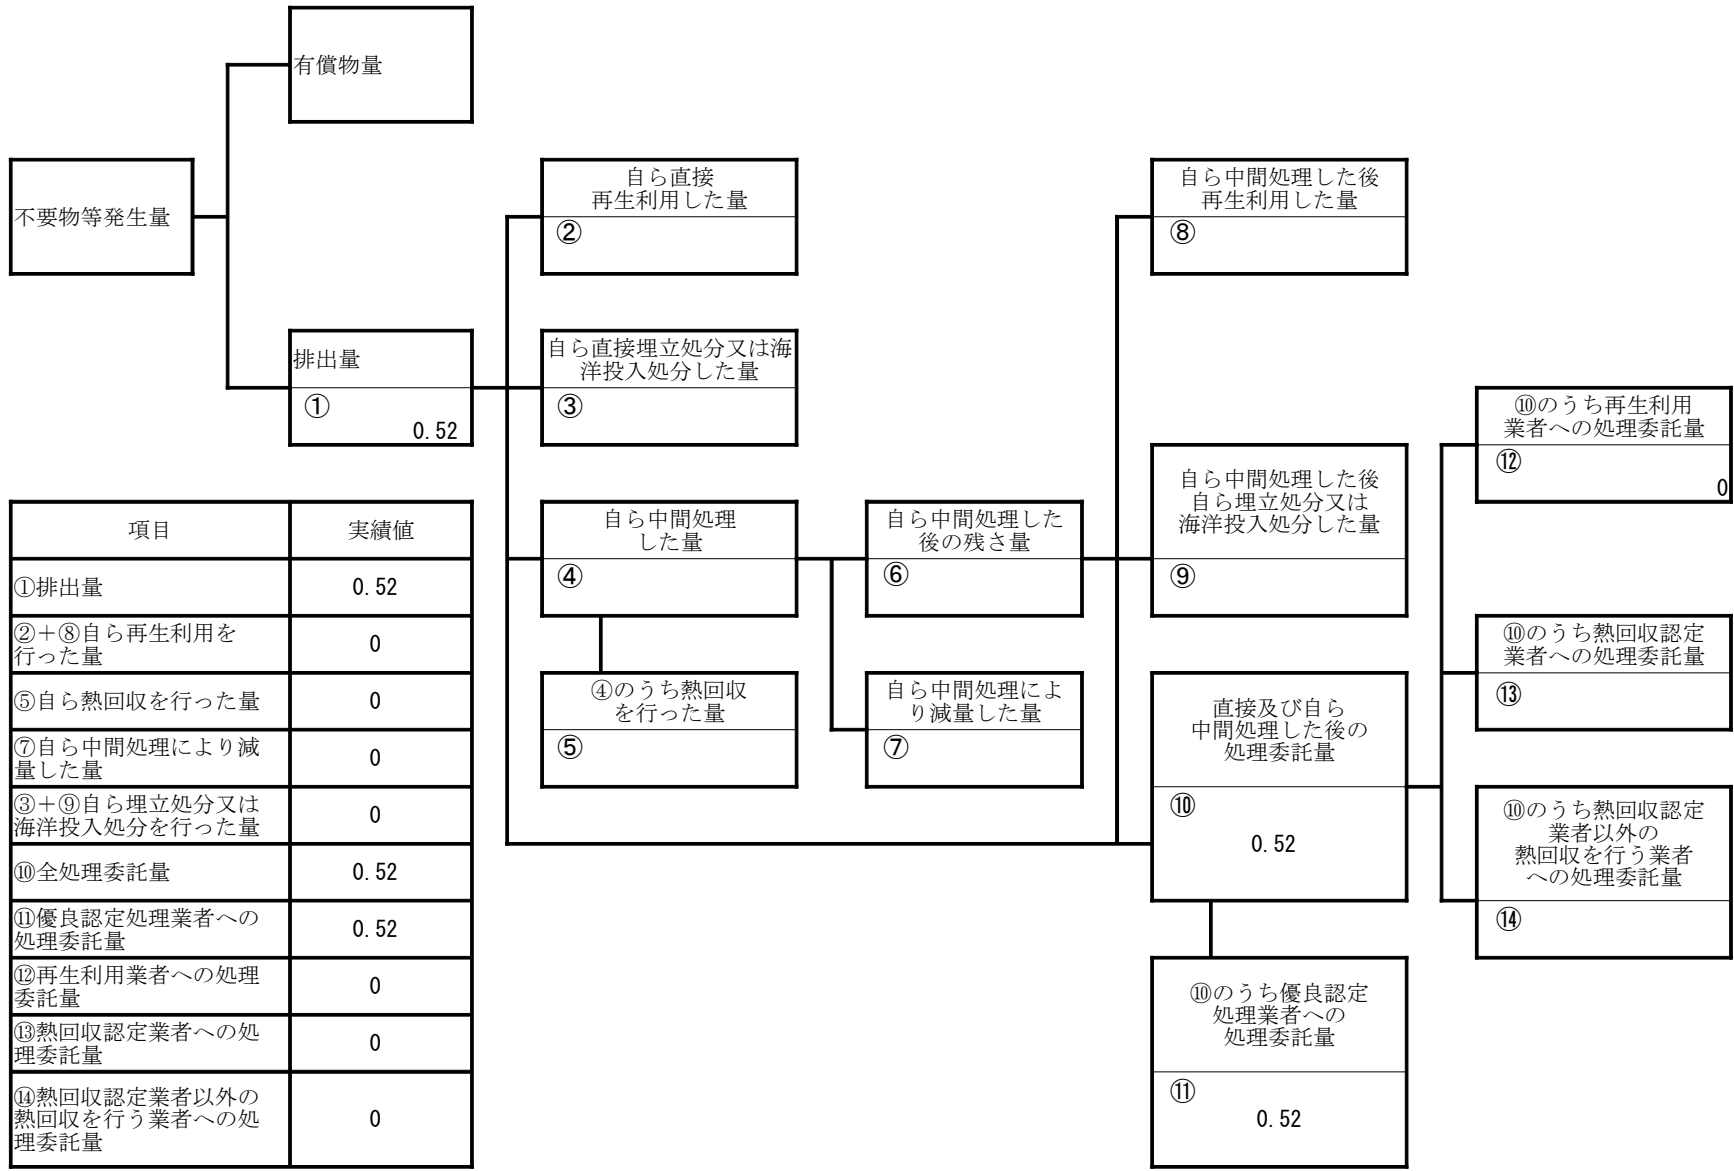 有償物量
不要物等発生量
自ら直接
再生利用した量
②
自ら中間処理した後
再生利用した量
⑧
排出量
①
0.52
自ら直接埋立処分又は海
洋投入処分した量
③
⑩のうち再生利用
業者への処理委託量
⑫
0
自ら中間処理
した量
④
自ら中間処理した
後の残さ量
⑥
自ら中間処理した後
自ら埋立処分又は
海洋投入処分した量
⑨
④のうち熱回収
を行った量
⑤
自ら中間処理によ
り減量した量
⑦
直接及び自ら
中間処理した後の
処理委託量
⑩
0.52
⑩のうち熱回収認定
業者への処理委託量
⑬
⑩のうち熱回収認定
業者以外の
熱回収を行う業者
への処理委託量
⑭
⑩のうち優良認定
処理業者への
処理委託量
⑪
0.52
項目 実績値
①排出量 0.52
②+⑧自ら再生利用を
行った量 0
⑤自ら熱回収を行った量 0
⑦自ら中間処理により減
量した量 0
③+⑨自ら埋立処分又は
海洋投入処分を行った量 0
⑩全処理委託量 0.52
⑪優良認定処理業者への
処理委託量 0.52
⑫再生利用業者への処理
委託量 0
⑬熱回収認定業者への処
理委託量 0
⑭熱回収認定業者以外の
熱回収を行う業者への処
理委託量 0